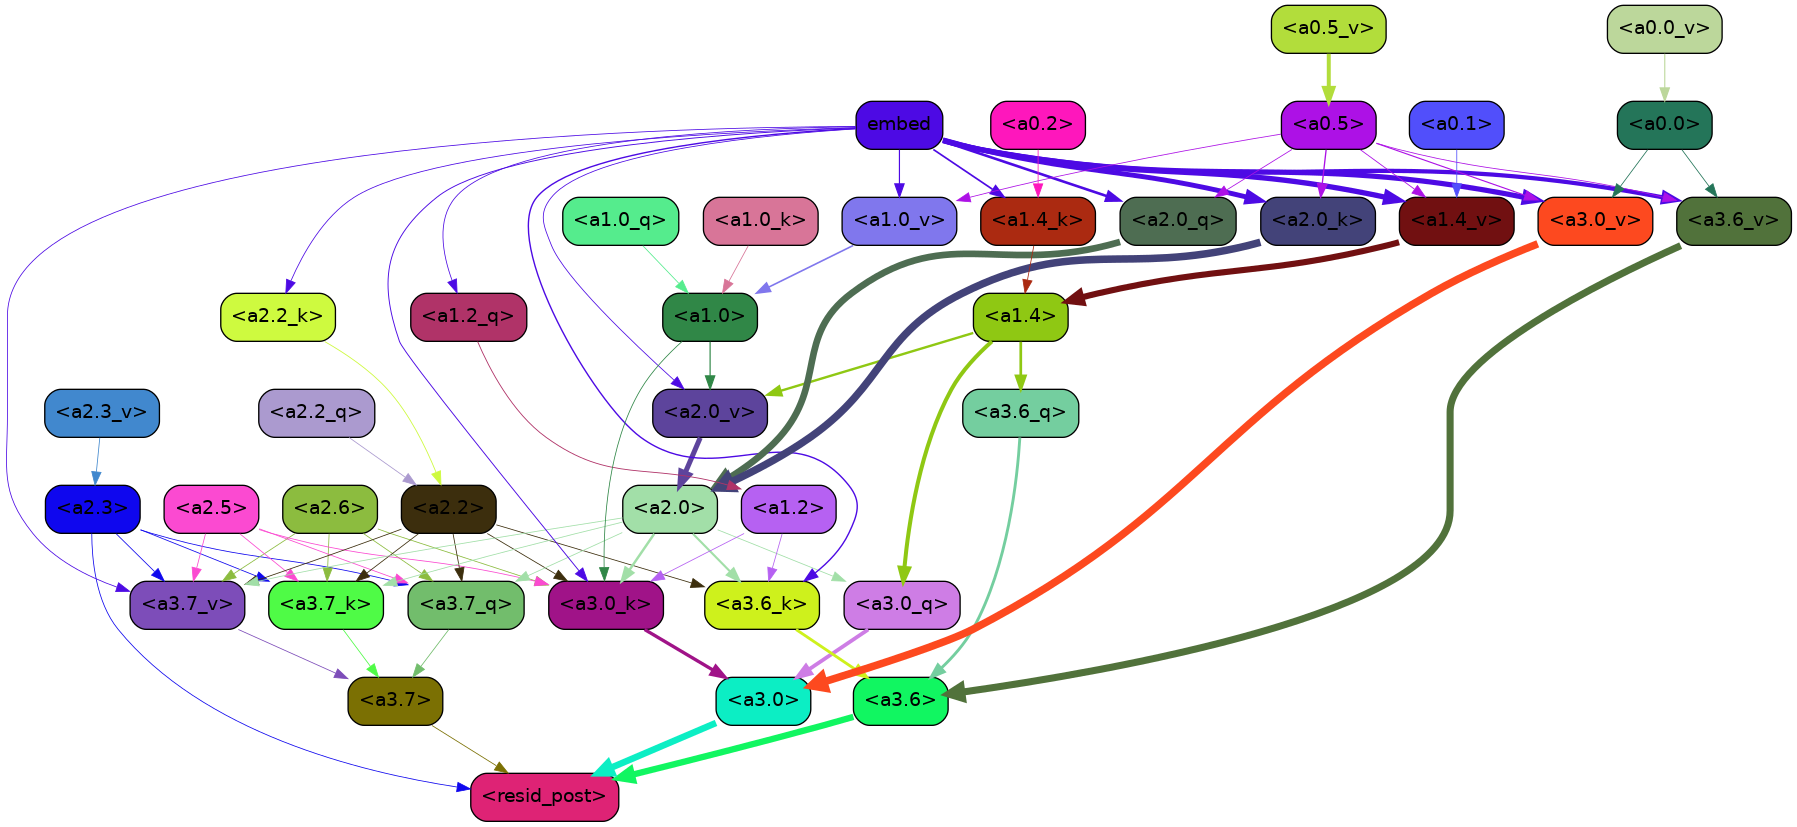 <a0.5_v>
<a0.0_v>
embed
<a0.2>
<a0.5>
<a0.1>
<a0.0>
<a1.0_q>
<a1.0_k>
<a1.0_v>
<a1.4_k>
<a2.0_q>
<a2.0_k>
<a1.4_v>
<a3.0_v>
<a3.6_v>
<a2.2_k>
<a1.2_q>
<a1.0>
<a1.4>
<a2.3_v>
<a2.2_q>
<a2.0_v>
<a3.6_q>
<a2.3>
<a2.5>
<a2.6>
<a2.2>
<a2.0>
<a1.2>
<a3.7_v>
<a3.7_k>
<a3.7_q>
<a3.0_k>
<a3.6_k>
<a3.0_q>
<a3.7>
<a3.0>
<a3.6>
<resid_post>